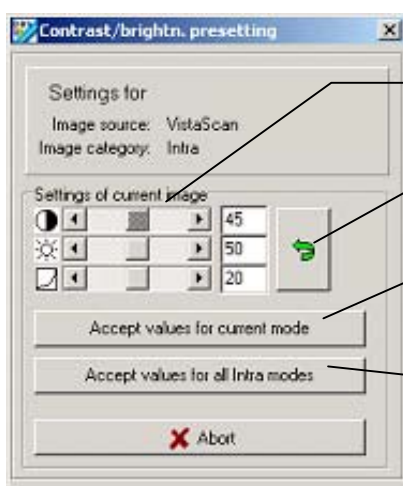 Contrast/brightn. presetting
Settings for
Image source: VistaScan
Image category: Intra
Settings of current image
45
50
20
Accept values for current mode
Accept values for all Intra modes
Abort